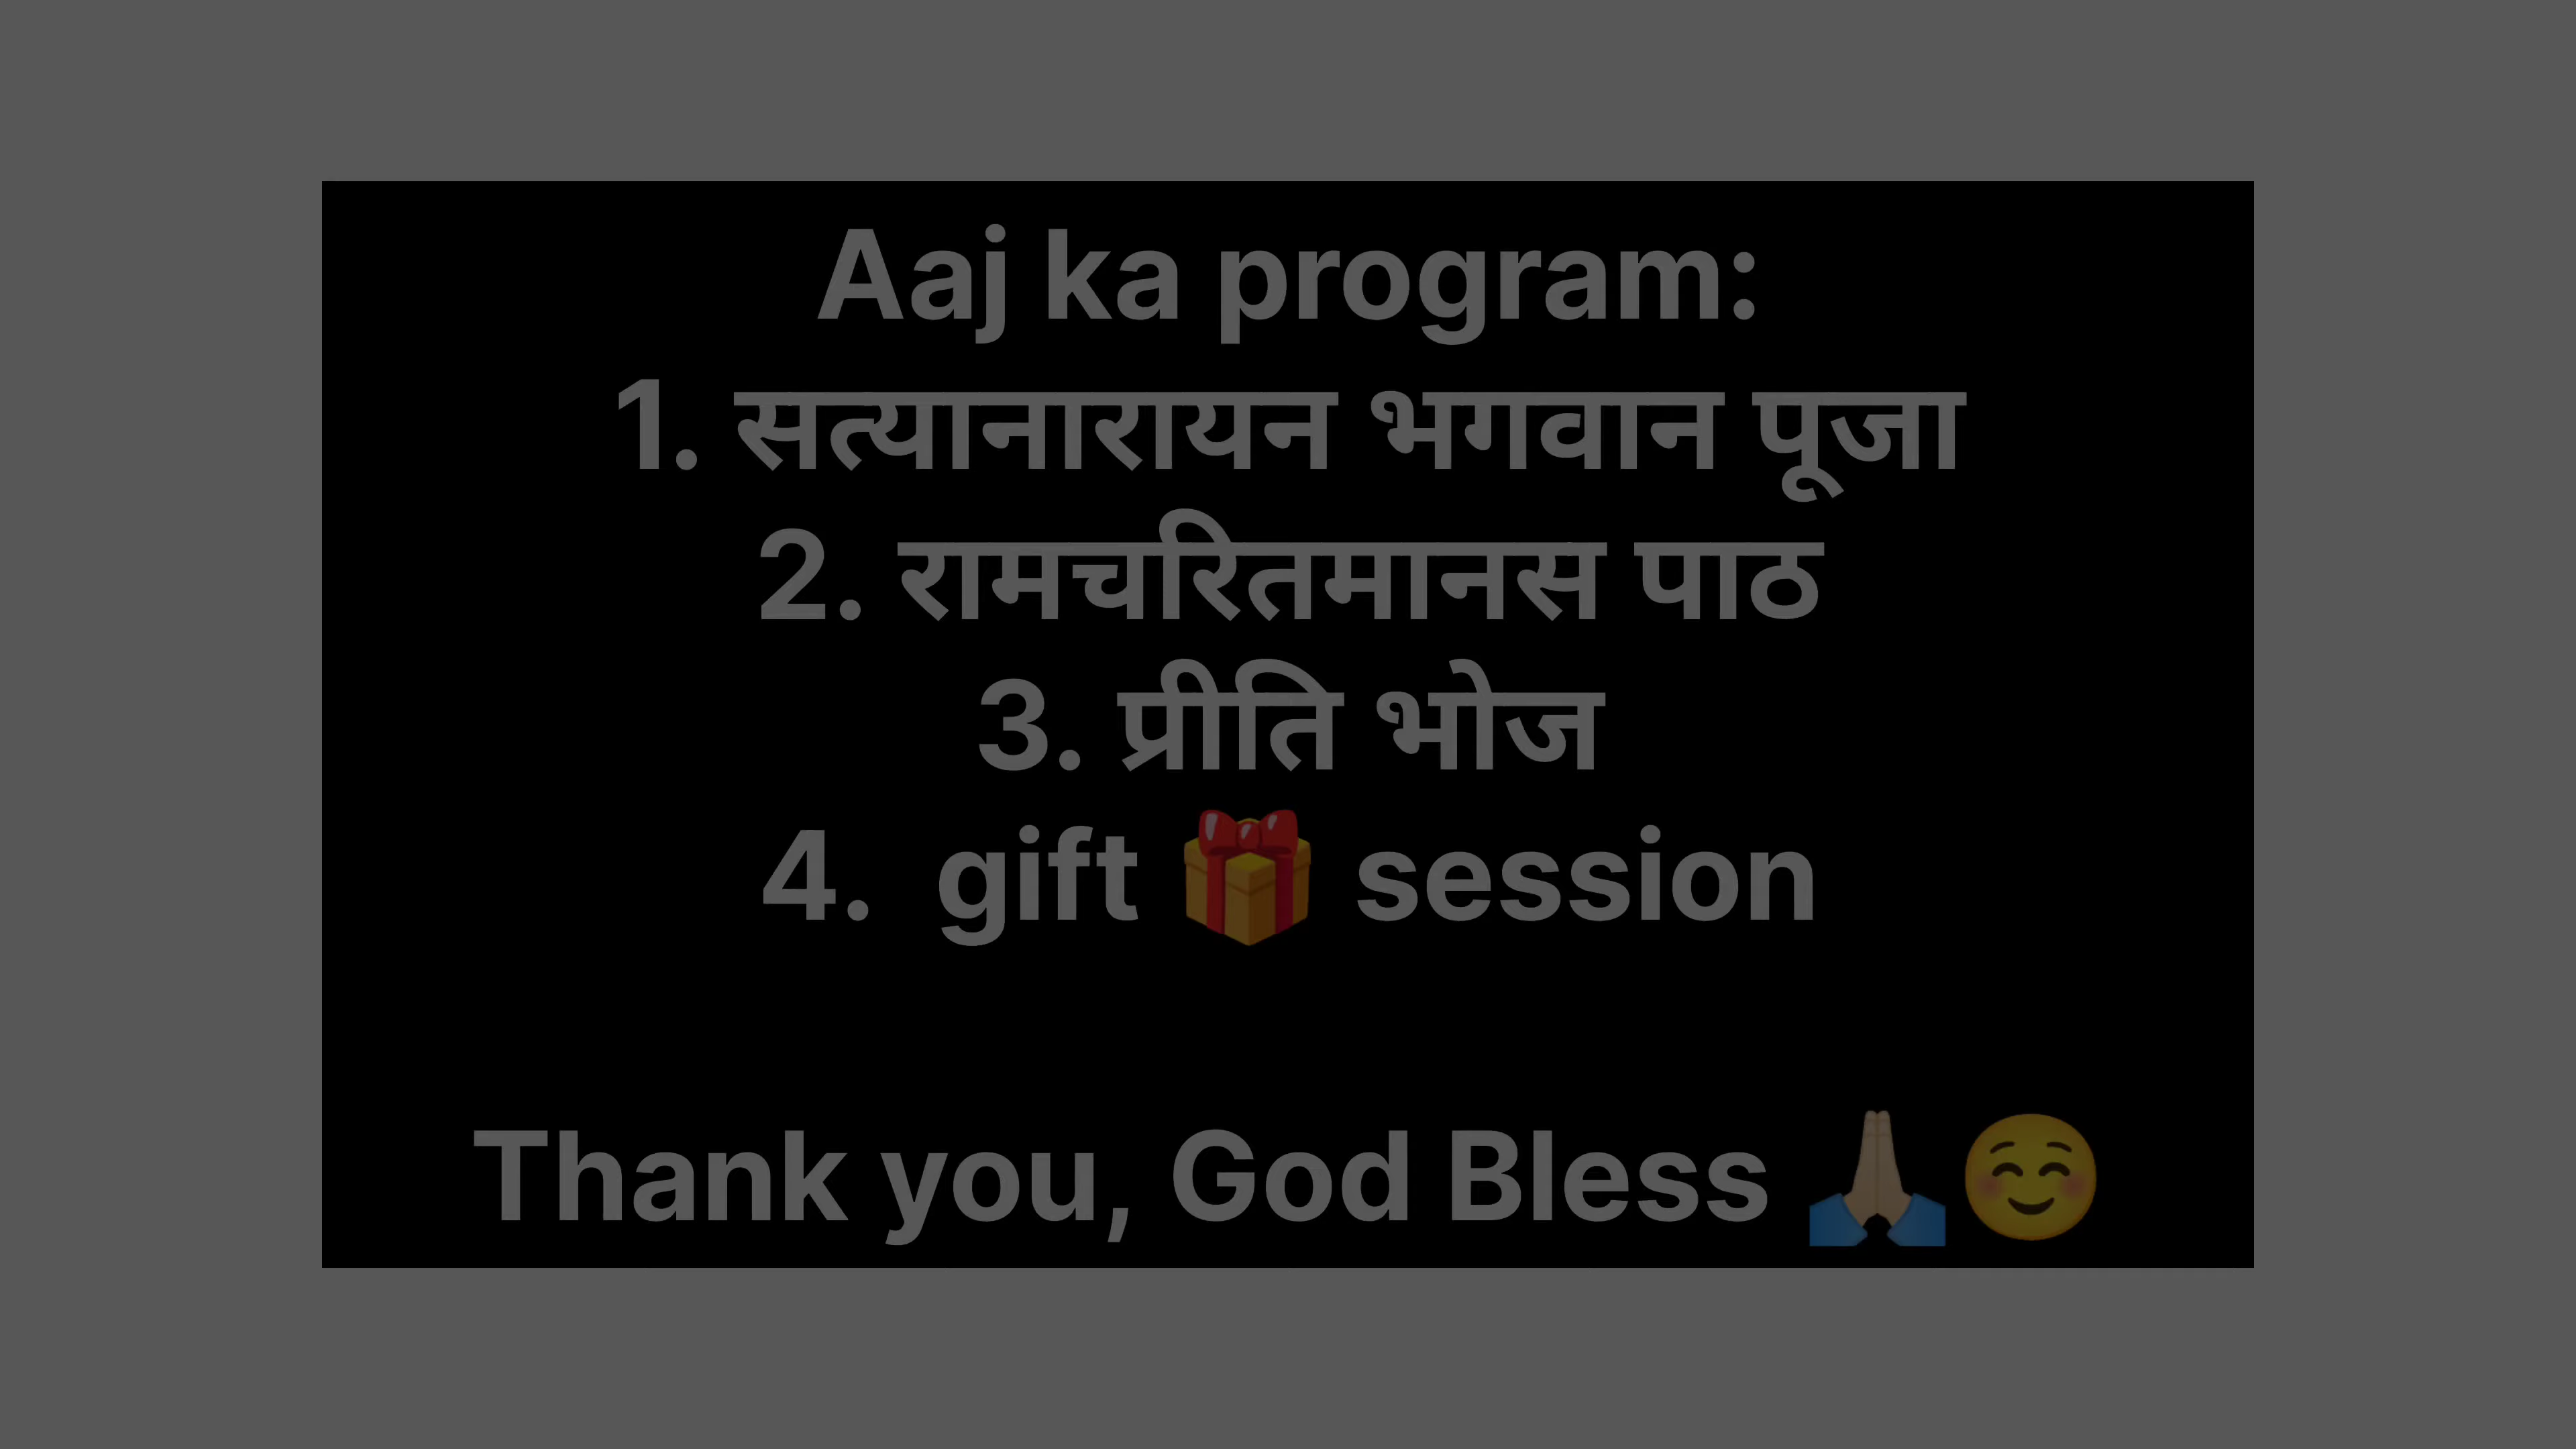 Aaj ka program:
1. सत्यानारायन भगवान पूजा
2. रामचरितमानस पाठ
3. प्रीति भोज
4. gift 🎁 session
Thank you, God Bless 🙏🏼☺️